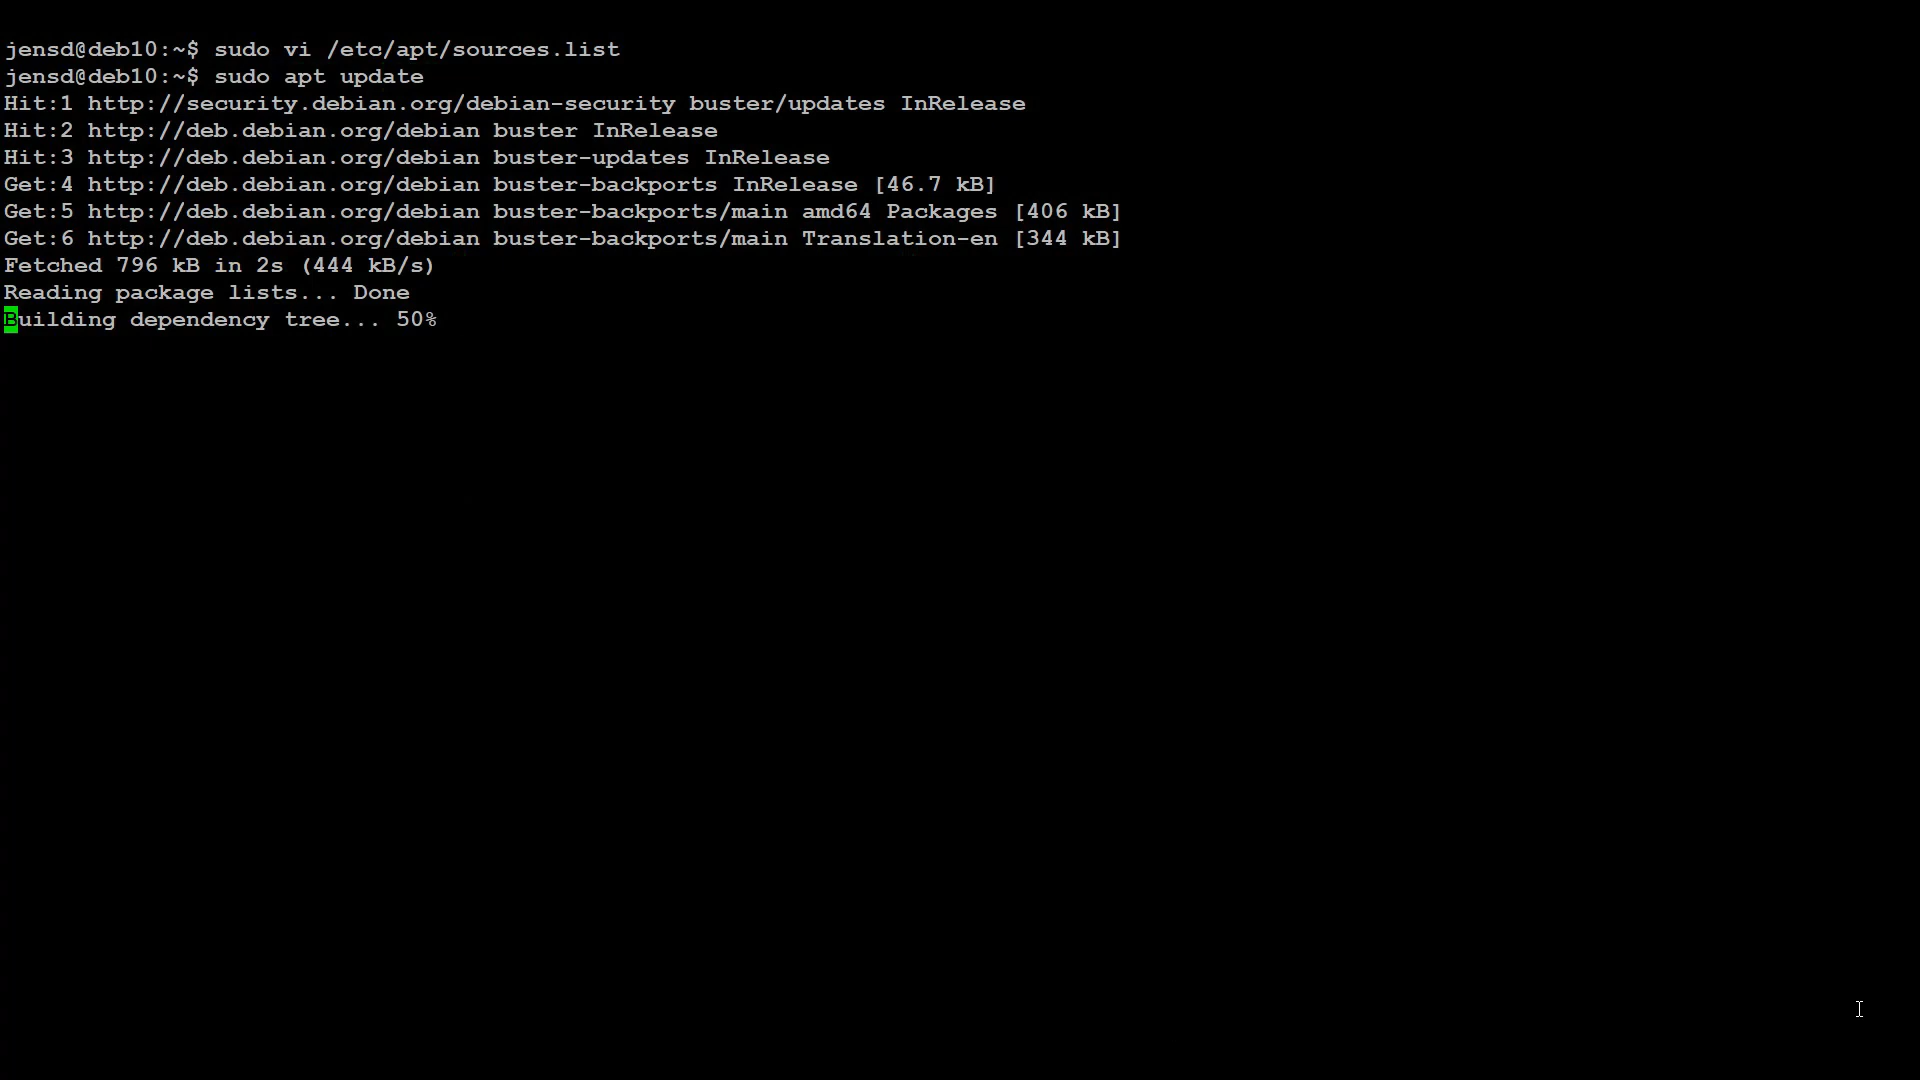 jensd@deb10:~$ sudo vi /etc/apt/sources.list
jensd@deb10:~$ sudo apt update
Hit:1 http://security.debian.org/debian-security buster/updates InRelease
Hit:2 http://deb.debian.org/debian buster InRelease
Hit:3 http://deb.debian.org/debian buster-updates InRelease
Get:4 http://deb.debian.org/debian buster-backports InRelease [46.7 kB]
Get:5 http://deb.debian.org/debian buster-backports/main amd64 Packages [406 kB]
Get:6 http://deb.debian.org/debian buster-backports/main Translation-en [344 kB]
Fetched 796 kB in 2s (444 kB/s)
Reading package lists... Done
Building dependency tree... 50%